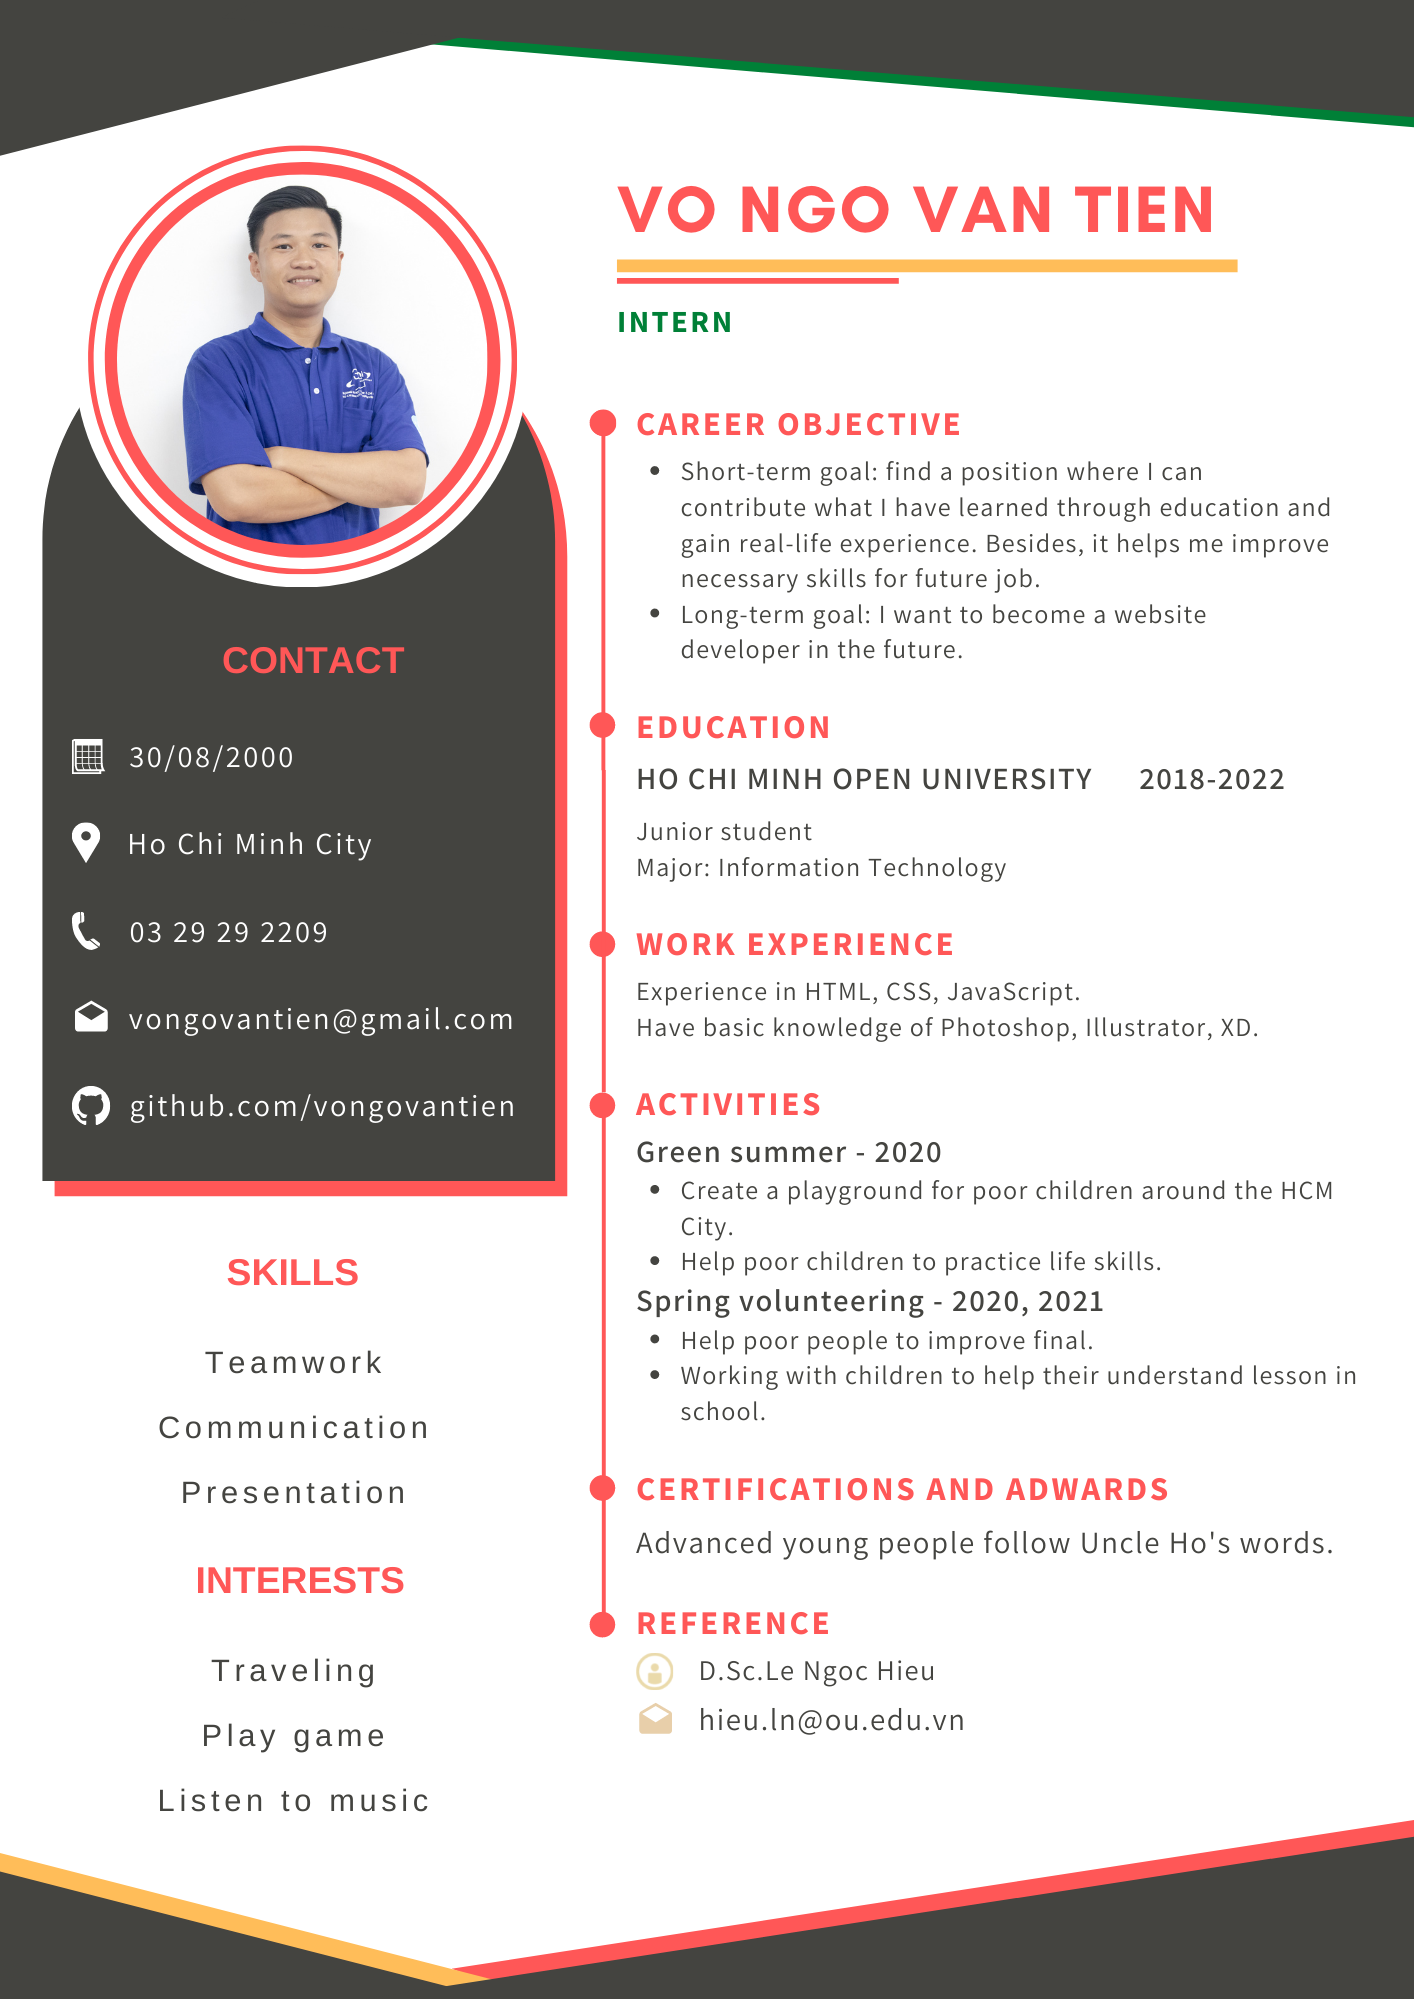 VO NGO VAN TIEN
INTERN
CONTACT
30/08/2000
Ho Chi Minh City
03 29 29 2209
vongovantien@gmail.com
github.com/vongovantien
SKILLS
Teamwork
Communication
Presentation
INTERESTS
Traveling
Play game
Listen to music
CAREER OBJECTIVE
• Short-term goal: find a position where I can
contribute what I have learned through education and
gain real-life experience. Besides, it helps me improve
necessary skills for future job.
• Long-term goal: I want to become a website
developer in the future.
EDUCATION
HO CHI MINH OPEN UNIVERSITY 2018-2022
Junior student
Major: Information Technology
WORK EXPERIENCE
Experience in HTML, CSS, JavaScript.
Have basic knowledge of Photoshop, Illustrator, XD.
ACTIVITIES
Green summer - 2020
• Create a playground for poor children around the HCM
City.
• Help poor children to practice life skills.
Spring volunteering - 2020, 2021
• Help poor people to improve final.
• Working with children to help their understand lesson in
school.
CERTIFICATIONS AND ADWARDS
Advanced young people follow Uncle Ho's words.
REFERENCE
D.Sc.Le Ngoc Hieu
hieu.ln@ou.edu.vn